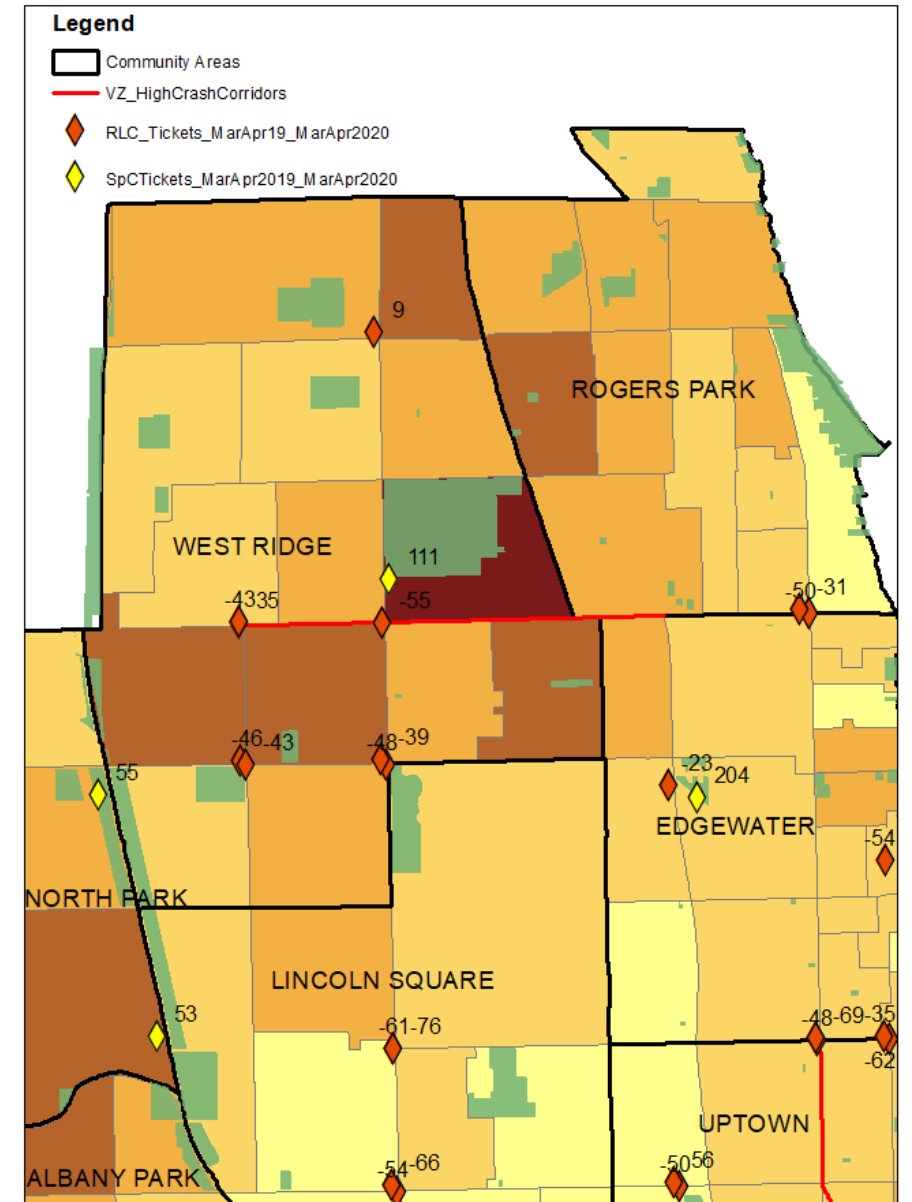 Legend
Community Areas
VZ_HighCrashCorridors
RLC_Tickets_MarApr19_MarApr2020
SpCTickets_MarApr2019_MarApr2020
9
ROGERS PARK
WEST RIDGE
111
-4335
-55
-50-31
-46-43
-48-39
55
-23 204
EDGEWATER
-54
NORTH PARK
LINCOLN SQUARE
53
-61-76
-48-69-35
-62
UPTOWN
ALBANY PARK
-54-66
-5056